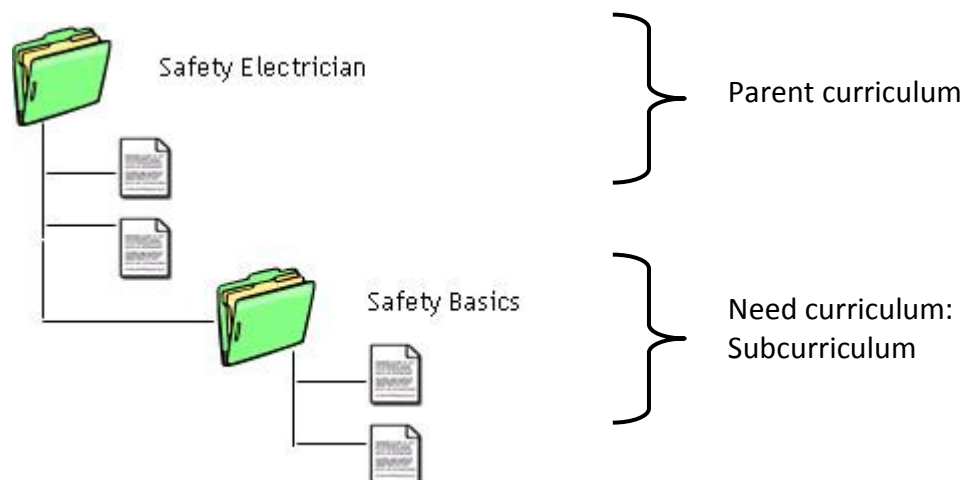 Safety Electrician
Parent curriculum
Safety Basics
Need curriculum:
Subcurriculum